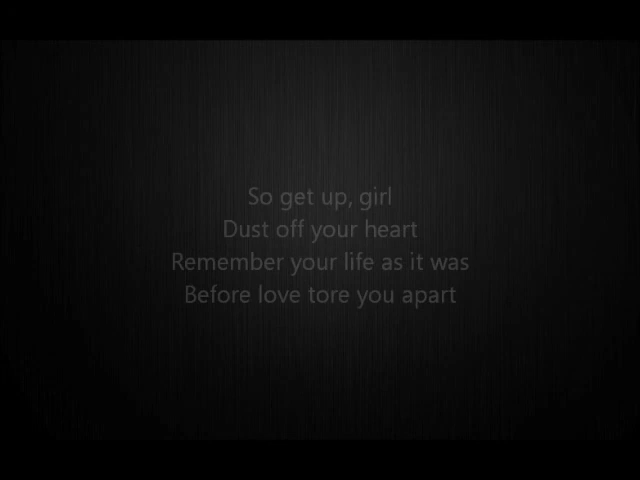 So get up, girl
Dust off your heart
Remember your life as it was
Before love tore you apart